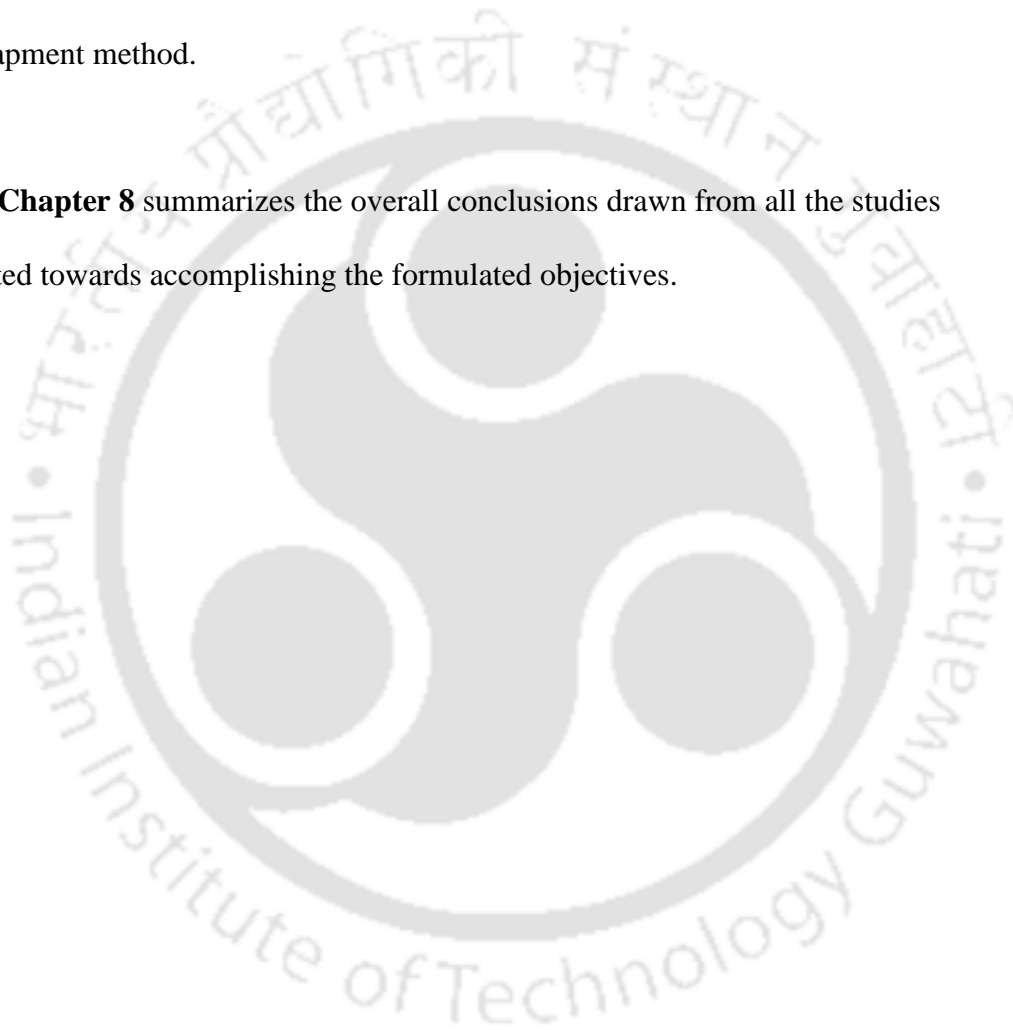 apment method.
Chapter 8 summarizes the overall conclusions drawn from all the studies
ted towards accomplishing the formulated objectives.
भारतीय प्रौद्योगिकी संस्थान गुवाहाटी
• Indian Institute of Technology Guwahati •